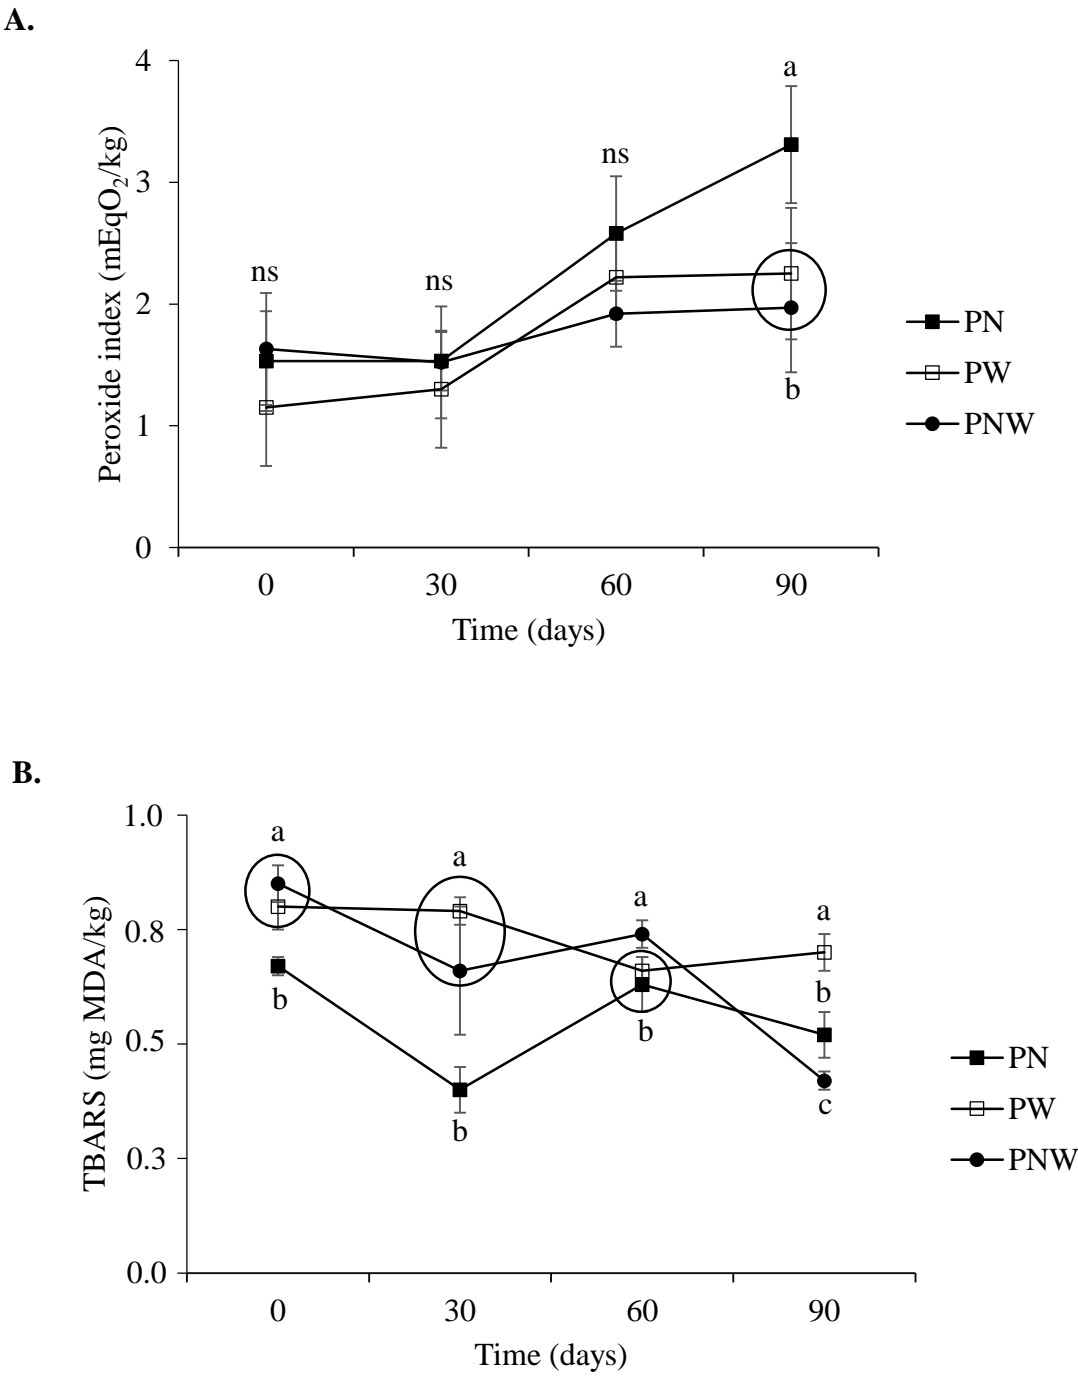 A.
Peroxide index (mEqO₂/kg)
4
3
2
1
0
a
ns
ns
ns
b
0 30 60 90
Time (days)
PN
PW
PNW
B.
TBARS (mg MDA/kg)
1.0
0.8
0.5
0.3
0.0
a
a
a
a
b
b
b
b
c
0 30 60 90
Time (days)
PN
PW
PNW